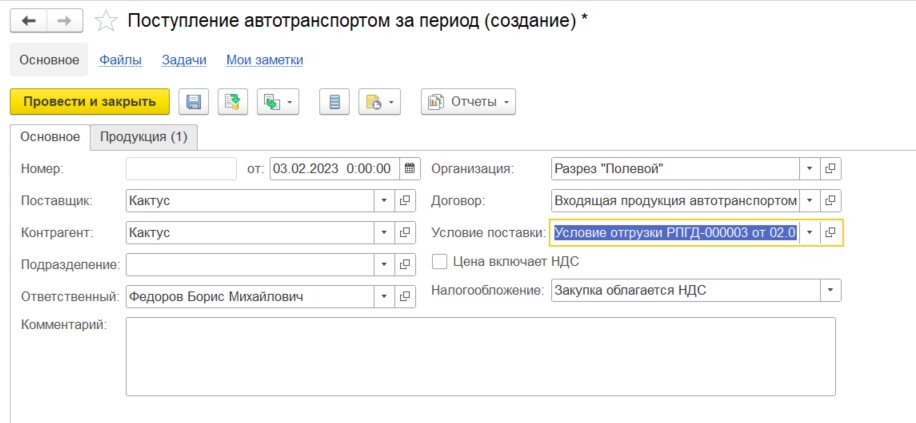 Поступление автотранспортом за период (создание) *
Основное Файлы Задачи Мои заметки
Провести и закрыть Отчеты
Основное Продукция (1)
Номер: от: 03.02.2023 0:00:00 Организация: Разрез "Полевой"
Поставщик: Кактус Договор: Входящая продукция автотранспортом
Контрагент: Кактус Условие поставки: Условие отгрузки РПГД-000003 от 02.0
Подразделение: Цена включает НДС
Ответственный: Федоров Борис Михайлович Налогообложение: Закупка облагается НДС
Комментарий: